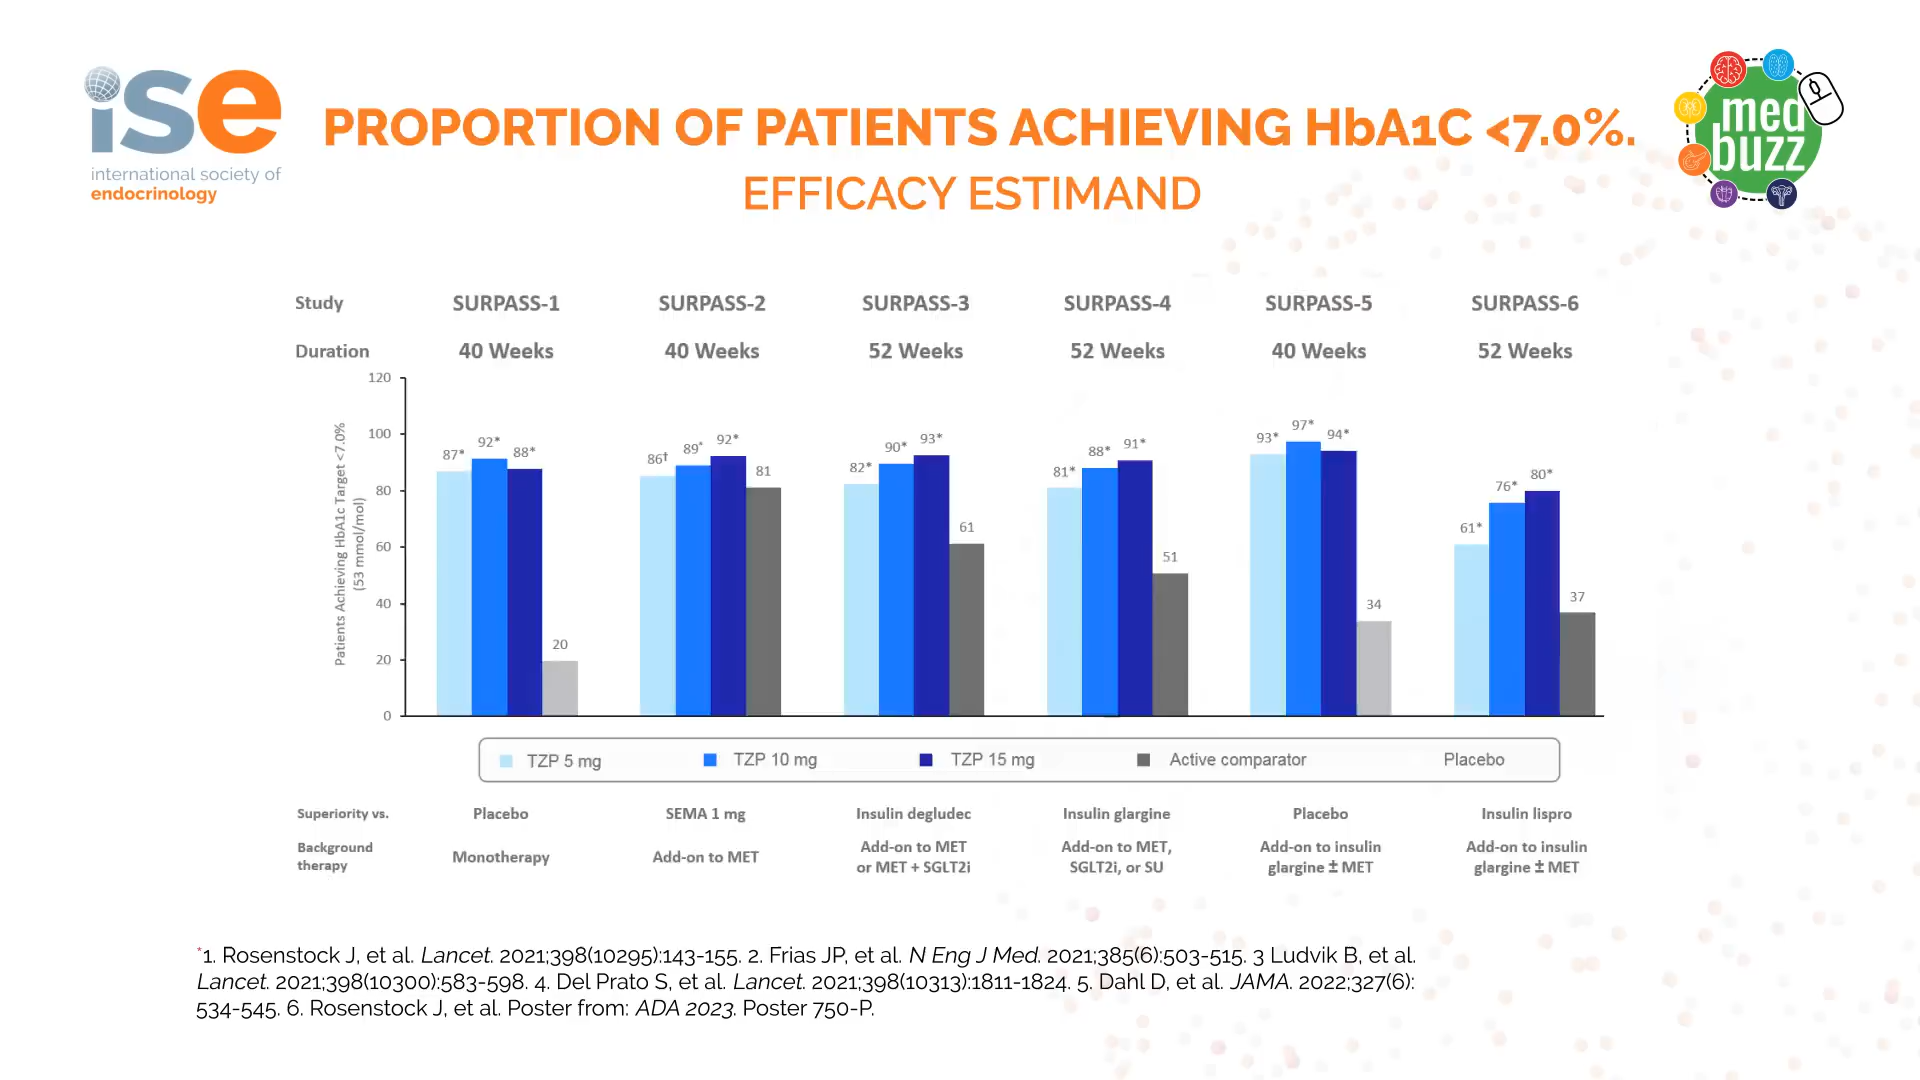 ise
international society of
endocrinology
PROPORTION OF PATIENTS ACHIEVING HbA1C <7.0%.
EFFICACY ESTIMAND
med
buzz
Study SURPASS-1 SURPASS-2 SURPASS-3 SURPASS-4 SURPASS-5 SURPASS-6
Duration 40 Weeks 40 Weeks 52 Weeks 52 Weeks 40 Weeks 52 Weeks
Patients Achieving HbA1c Target <7.0%
(53 mmol/mol)
120
100
80
60
40
20
0
87* 92* 88* 20
86† 89* 92* 81
82* 90* 93* 61
81* 88* 91* 51
93* 97* 94* 34
61* 76* 80* 37
TZP 5 mg TZP 10 mg TZP 15 mg Active comparator Placebo
Superiority vs. Placebo SEMA 1 mg Insulin degludec Insulin glargine Placebo Insulin lispro
Background
therapy
Monotherapy
Add-on to MET
Add-on to MET
or MET + SGLT2i
Add-on to MET,
SGLT2i, or SU
Add-on to insulin
glargine ± MET
Add-on to insulin
glargine ± MET
*1. Rosenstock J, et al. Lancet. 2021;398(10295):143-155. 2. Frias JP, et al. N Eng J Med. 2021;385(6):503-515. 3 Ludvik B, et al.
Lancet. 2021;398(10300):583-598. 4. Del Prato S, et al. Lancet. 2021;398(10313):1811-1824. 5. Dahl D, et al. JAMA. 2022;327(6):
534-545. 6. Rosenstock J, et al. Poster from: ADA 2023. Poster 750-P.